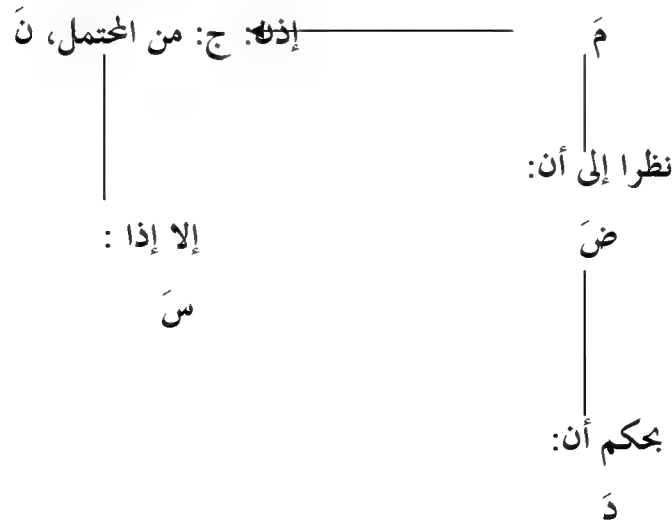 مَ إذن: ج: من المحتمل، نَ
نظرا إلى أن:
ضَ
إلا إذا :
سَ
بحكم أن:
دَ